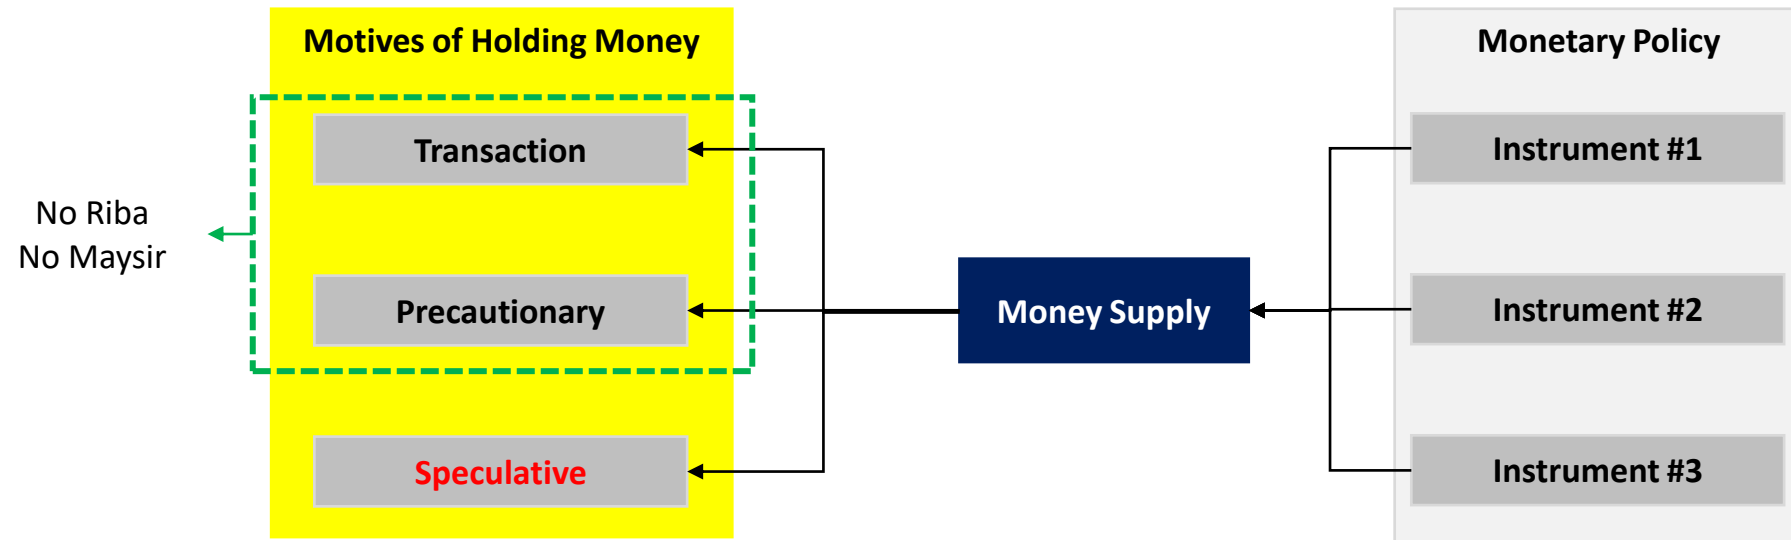 Motives of Holding Money
Transaction
Precautionary
Speculative
No Riba
No Maysir
Money Supply
Monetary Policy
Instrument #1
Instrument #2
Instrument #3